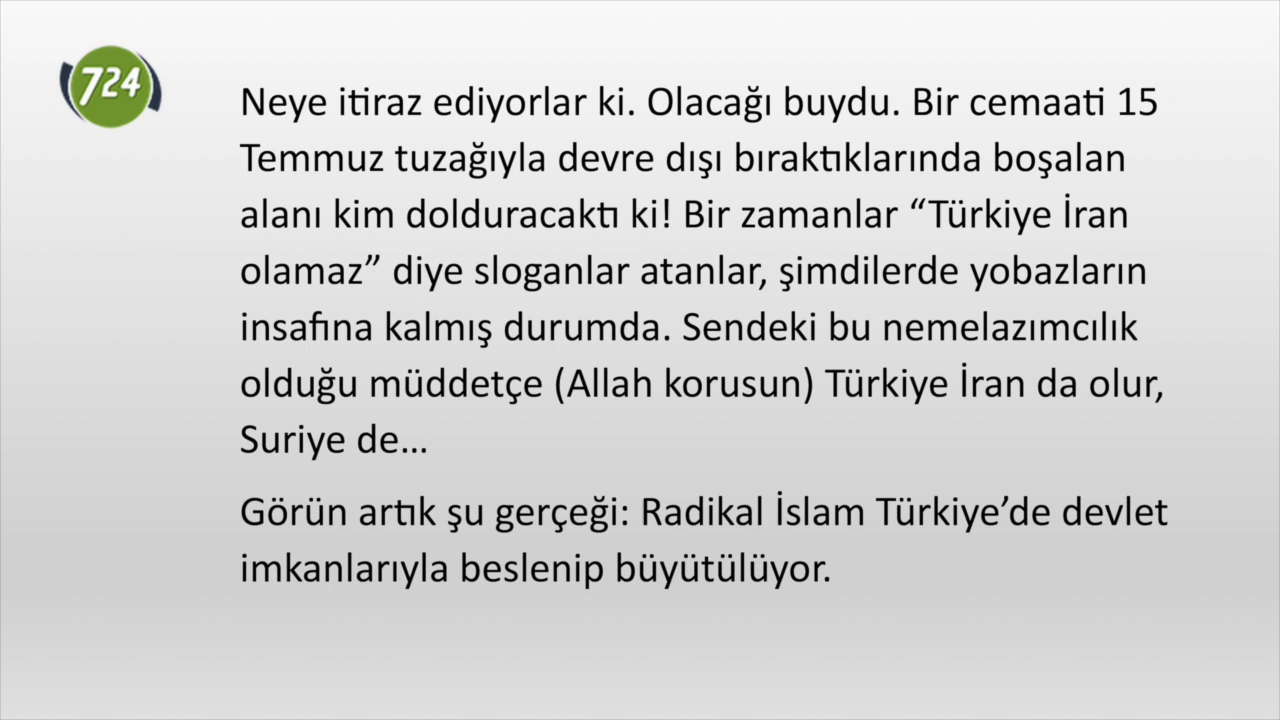 724
Neye itiraz ediyorlar ki. Olacağı buydu. Bir cemaati 15
Temmuz tuzağıyla devre dışı bıraktıklarında boşalan
alanı kim dolduracaktı ki! Bir zamanlar “Türkiye İran
olamaz” diye sloganlar atanlar, şimdilerde yobazların
insafına kalmış durumda. Sendeki bu nemelazımcılık
olduğu müddetçe (Allah korusun) Türkiye İran da olur,
Suriye de…
Görün artık şu gerçeği: Radikal İslam Türkiye’de devlet
imkanlarıyla beslenip büyütülüyor.